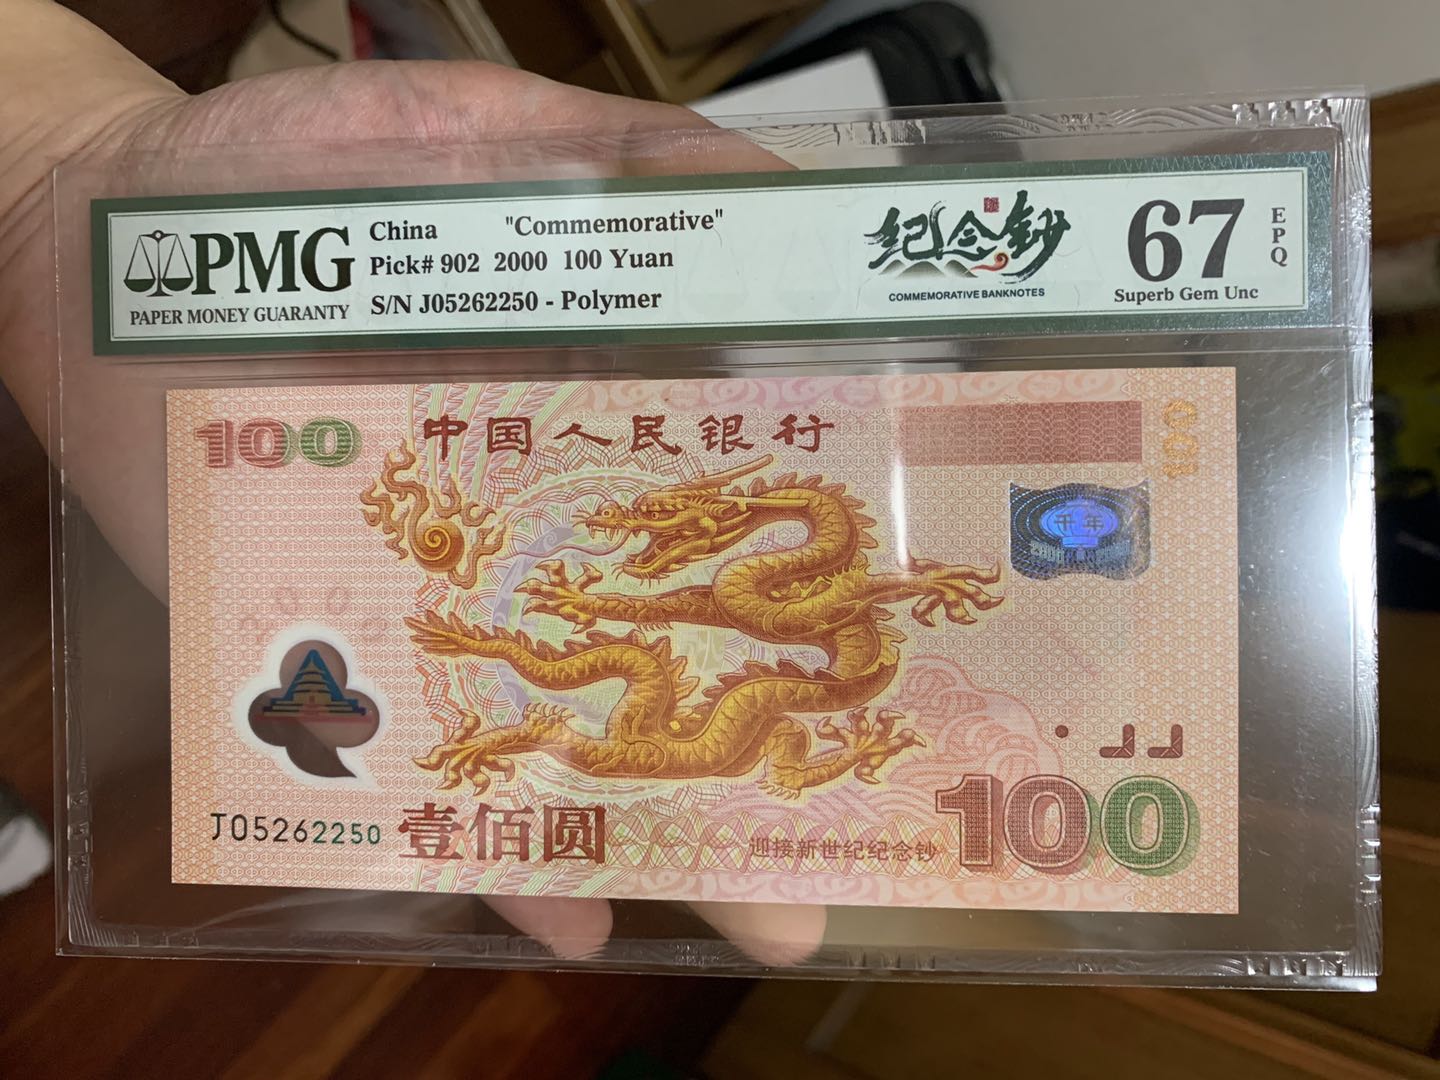 PMG
PAPER MONEY GUARANTY
China "Commemorative"
Pick# 902 2000 100 Yuan
S/N J05262250 - Polymer
纪念钞
COMMEMORATIVE BANKNOTES
67
EPQ
Superb Gem Unc
100
中国人民银行
100
千年
J05262250
壹佰圆
迎接新世纪纪念钞
100